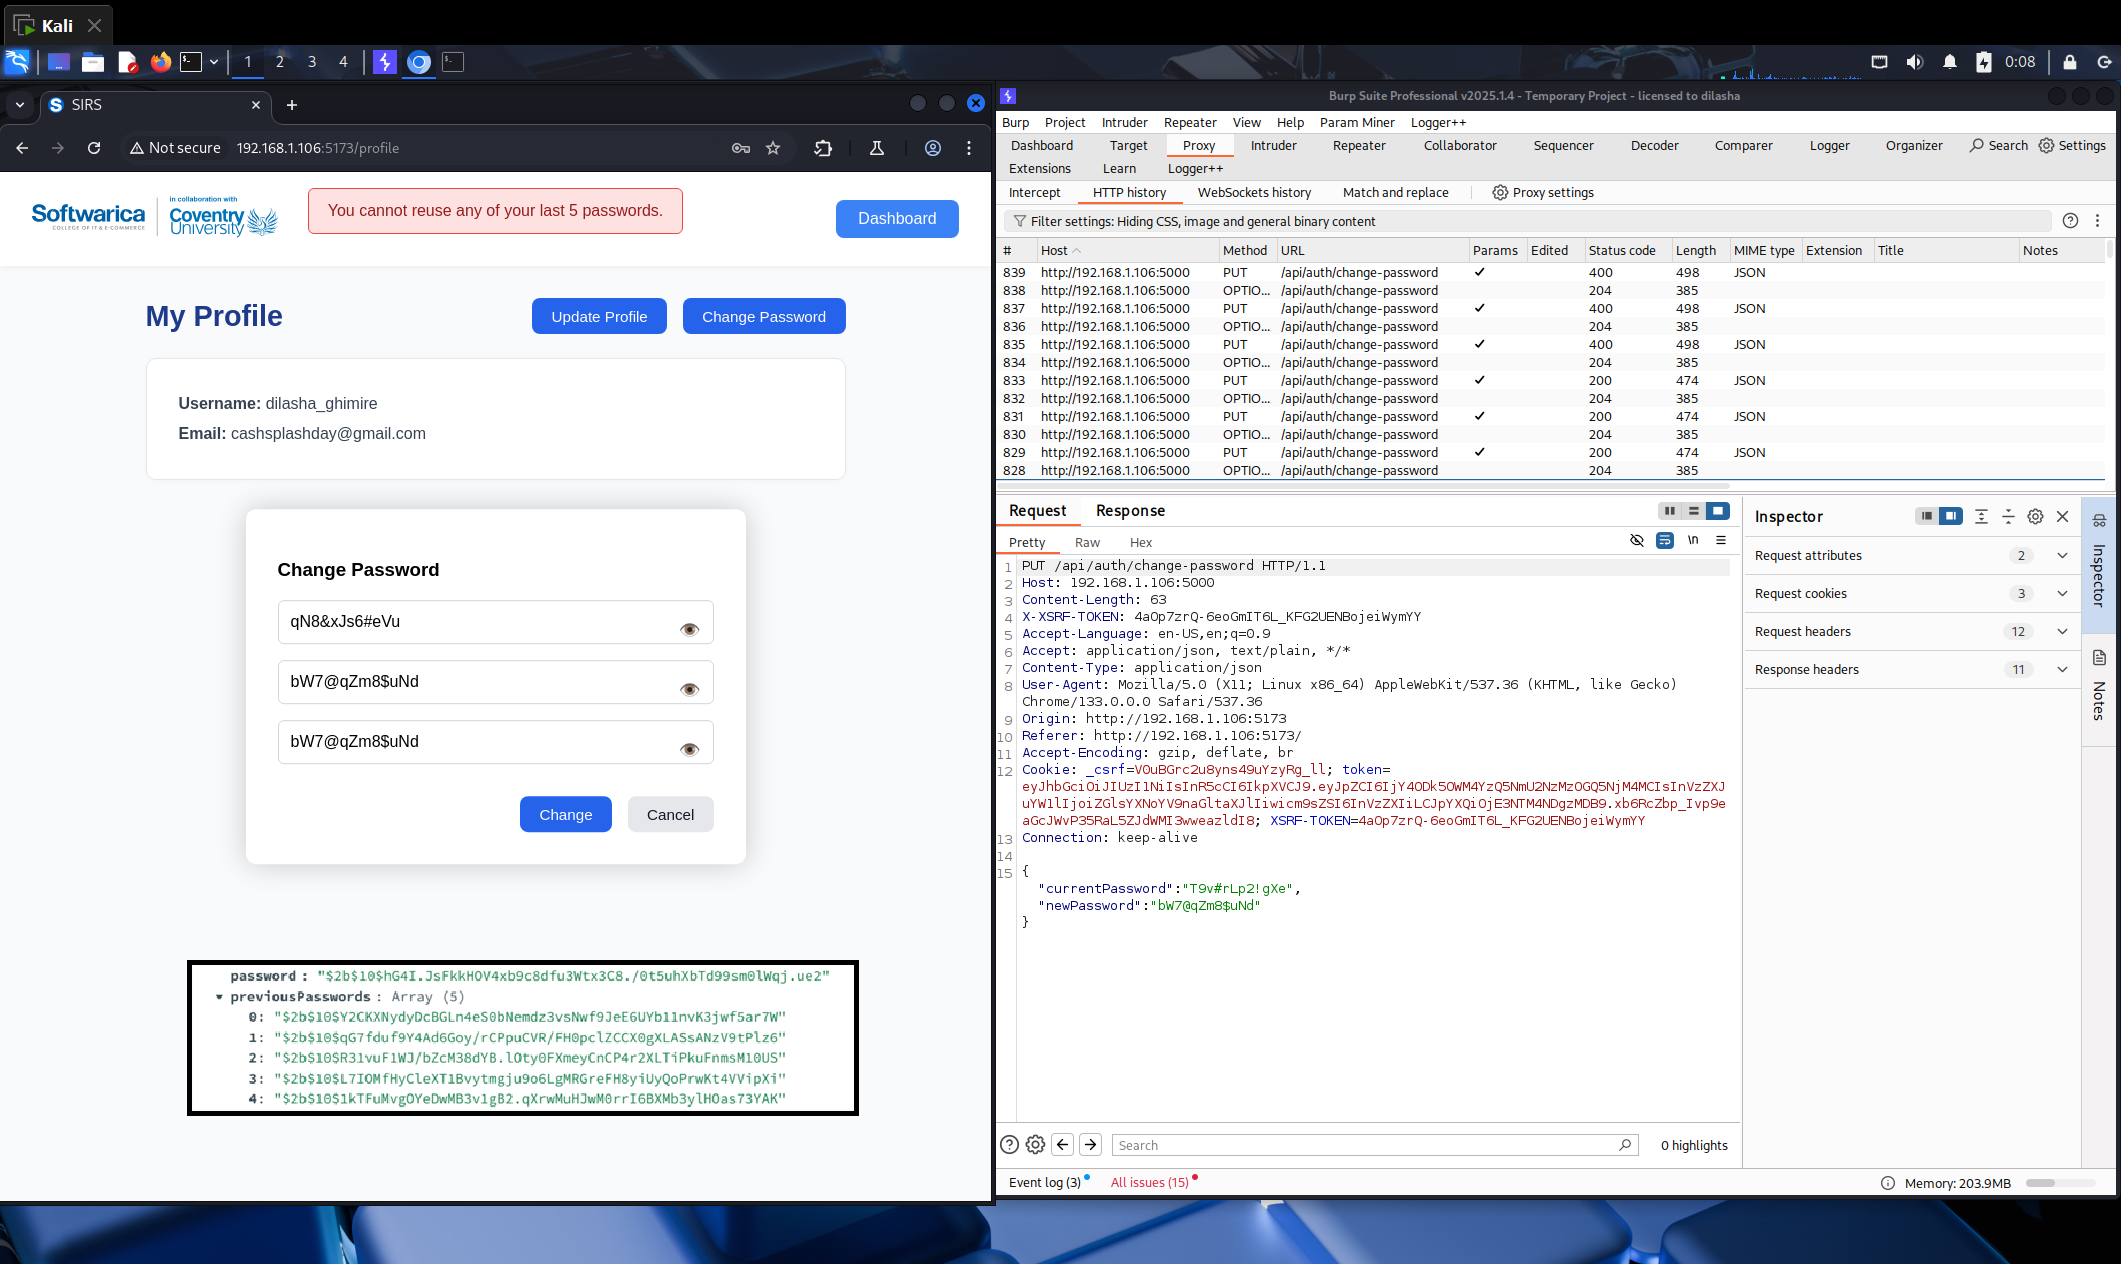 Kali
1 2 3 4
0:08
SIRS
Not secure 192.168.1.106:5173/profile
Softwarica
COLLEGE OF IT & E-COMMERCE
in collaboration with
Coventry
University
You cannot reuse any of your last 5 passwords.
Dashboard
My Profile
Update Profile
Change Password
Username: dilasha_ghimire
Email: cashsplashday@gmail.com
Change Password
qN8&xJs6#eVu
bW7@qZm8$uNd
bW7@qZm8$uNd
Change
Cancel
password : "$2b$10$hG4I.JsFkkHOV4xb9c8dfu3Wtx3C8./0t5uhXbTd99sm0lWqj.ue2"
previousPasswords : Array (5)
0: "$2b$10$Y2CKXNydyDcBGLn4eS0bNemdz3vsNwf9JeE6UYb11nvK3jwf5ar7W"
1: "$2b$10$qG7fduf9Y4Ad6Goy/rCPpuCVR/FH0pclZCCX0gXLASsANzV9tPlz6"
2: "$2b$10$R31vuF1WJ/bZcM38dYB.lOty0FXmeyCnCP4r2XLTiPkuFnmsM10US"
3: "$2b$10$L7IOMfHyCleXT1Bvytmgju9o6LgMRGreFH8yiUyQoPrwKt4VVipXi"
4: "$2b$10$1kTFuMvgOYeDwMB3v1gB2.qXrwMuHJwM0rrI6BXMb3ylHOas73YAK"
Burp Suite Professional v2025.1.4 - Temporary Project - licensed to dilasha
Burp Project Intruder Repeater View Help Param Miner Logger++
Dashboard Target Proxy Intruder Repeater Collaborator Sequencer Decoder Comparer Logger Organizer Search Settings
Extensions Learn Logger++
Intercept HTTP history WebSockets history Match and replace Proxy settings
Filter settings: Hiding CSS, image and general binary content
# Host Method URL Params Edited Status code Length MIME type Extension Title Notes
839 http://192.168.1.106:5000 PUT /api/auth/change-password ✓ 400 498 JSON
838 http://192.168.1.106:5000 OPTIO... /api/auth/change-password 204 385
837 http://192.168.1.106:5000 PUT /api/auth/change-password ✓ 400 498 JSON
836 http://192.168.1.106:5000 OPTIO... /api/auth/change-password 204 385
835 http://192.168.1.106:5000 PUT /api/auth/change-password ✓ 400 498 JSON
834 http://192.168.1.106:5000 OPTIO... /api/auth/change-password 204 385
833 http://192.168.1.106:5000 PUT /api/auth/change-password ✓ 200 474 JSON
832 http://192.168.1.106:5000 OPTIO... /api/auth/change-password 204 385
831 http://192.168.1.106:5000 PUT /api/auth/change-password ✓ 200 474 JSON
830 http://192.168.1.106:5000 OPTIO... /api/auth/change-password 204 385
829 http://192.168.1.106:5000 PUT /api/auth/change-password ✓ 200 474 JSON
828 http://192.168.1.106:5000 OPTIO... /api/auth/change-password 204 385
Request Response
Pretty Raw Hex
\n
1 PUT /api/auth/change-password HTTP/1.1
2 Host: 192.168.1.106:5000
3 Content-Length: 63
4 X-XSRF-TOKEN: 4aOp7zrQ-6eoGmIT6L_KFG2UENBojeiWymYY
5 Accept-Language: en-US,en;q=0.9
6 Accept: application/json, text/plain, */*
7 Content-Type: application/json
8 User-Agent: Mozilla/5.0 (X11; Linux x86_64) AppleWebKit/537.36 (KHTML, like Gecko)
Chrome/133.0.0.0 Safari/537.36
9 Origin: http://192.168.1.106:5173
10 Referer: http://192.168.1.106:5173/
11 Accept-Encoding: gzip, deflate, br
12 Cookie: _csrf=VOuBGrc2u8yns49uYzyRg_ll; token=
eyJhbGciOiJIUzI1NiIsInR5cCI6IkpXVCJ9.eyJpZCI6IjY4ODk5OWM4YzQ5NmU2NzMzOGQ5NjM4MCIsInVzZXJ
uYW1lIjoiZGlsYXNoYV9naGltaXJlIiwicm9sZSI6InVzZXIiLCJpYXQiOjE3NTM4NDgzMDB9.xb6RcZbp_Ivp9e
aGcJWvP35RaL5ZJdWMI3wweazldI8; XSRF-TOKEN=4aOp7zrQ-6eoGmIT6L_KFG2UENBojeiWymYY
13 Connection: keep-alive
14
15 {
"currentPassword":"T9v#rLp2!gXe",
"newPassword":"bW7@qZm8$uNd"
}
Inspector
Request attributes 2
Request cookies 3
Request headers 12
Response headers 11
Inspector
Notes
Search
0 highlights
Event log (3)
All issues (15)
Memory: 203.9MB